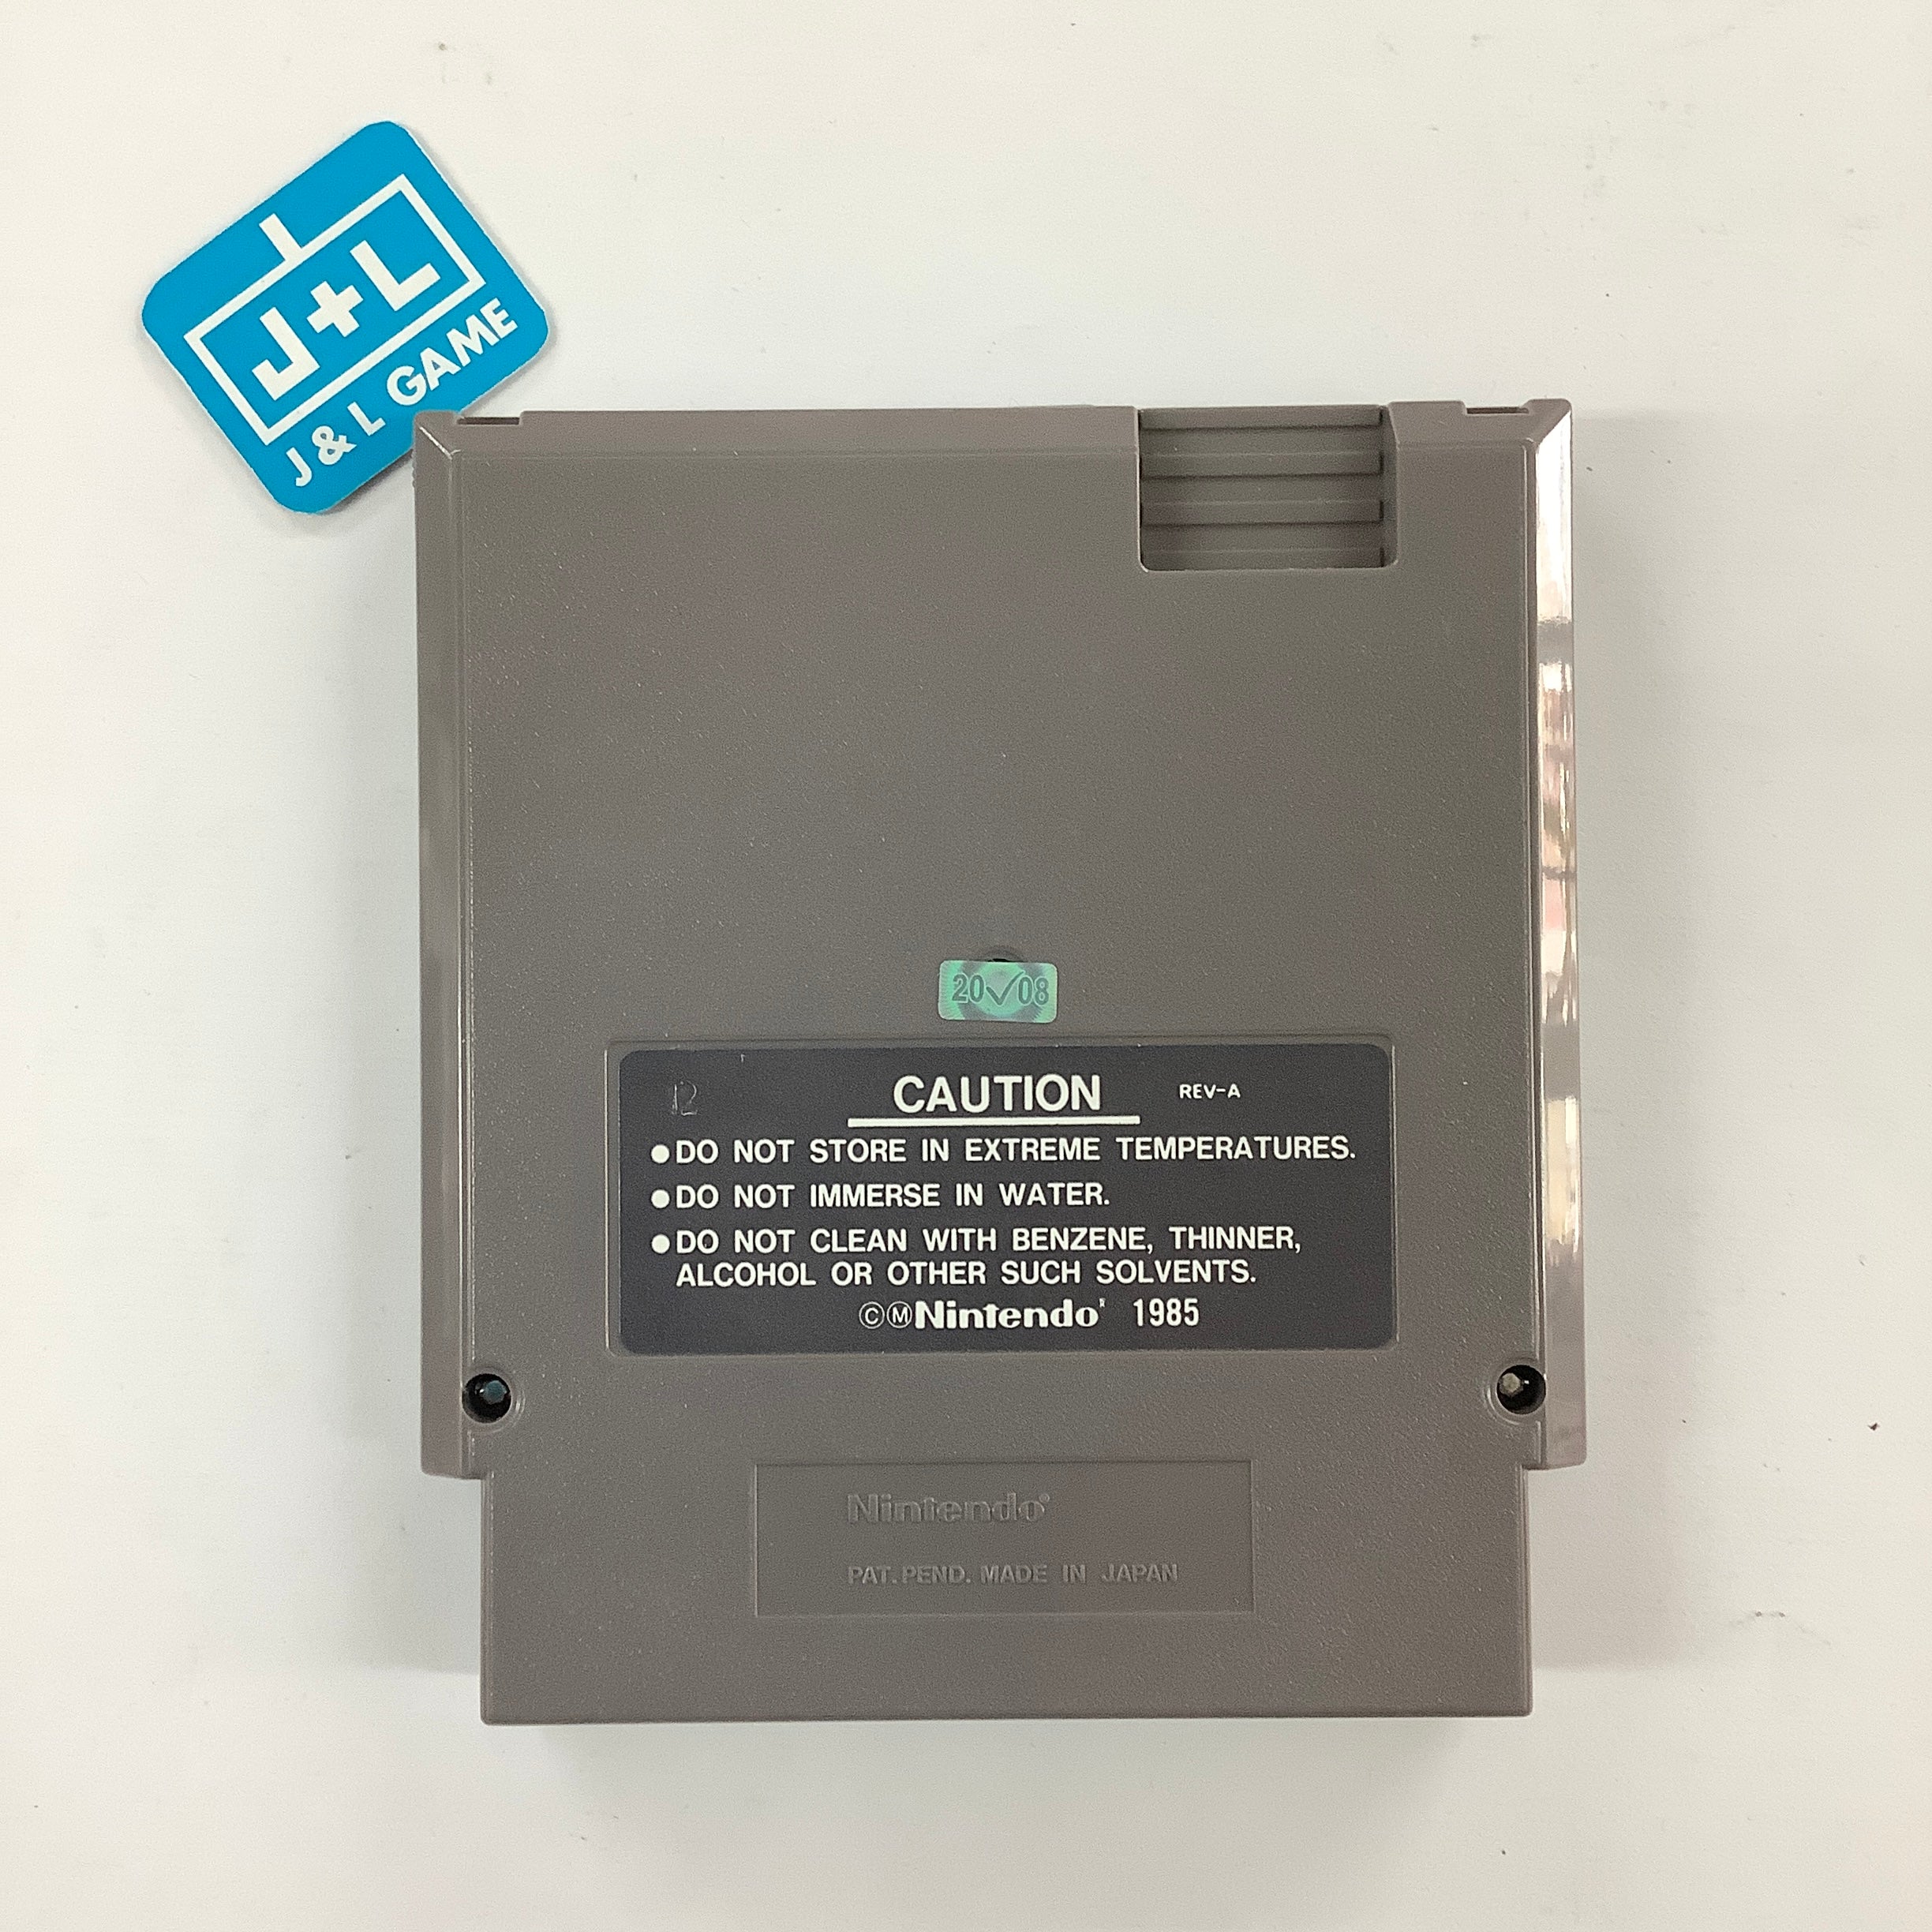 J+L
J & L GAME
20✓08
12
CAUTION REV-A
●DO NOT STORE IN EXTREME TEMPERATURES.
●DO NOT IMMERSE IN WATER.
●DO NOT CLEAN WITH BENZENE, THINNER,
ALCOHOL OR OTHER SUCH SOLVENTS.
©ⓂNintendo® 1985
Nintendo®
PAT. PEND. MADE IN JAPAN